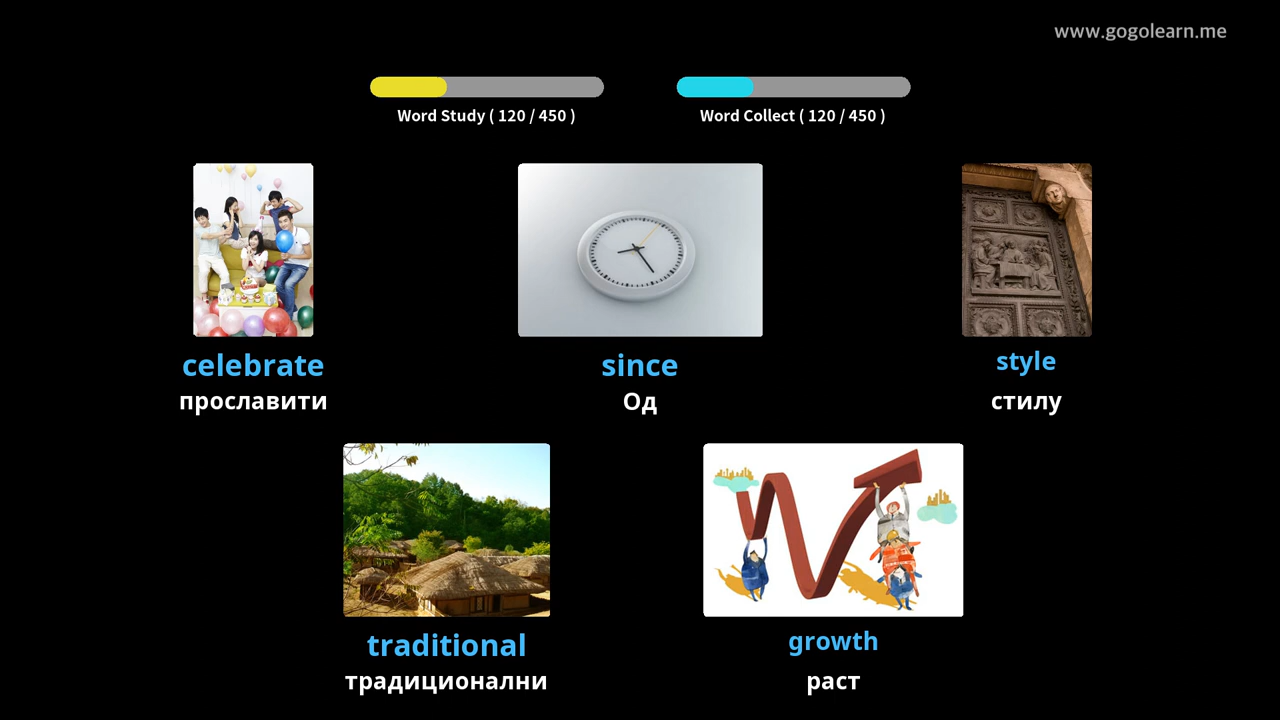 www.gogolearn.me
Word Study ( 120 / 450 )
Word Collect ( 120 / 450 )
celebrate
прославити
since
Од
style
стилу
traditional
традиционални
growth
раст